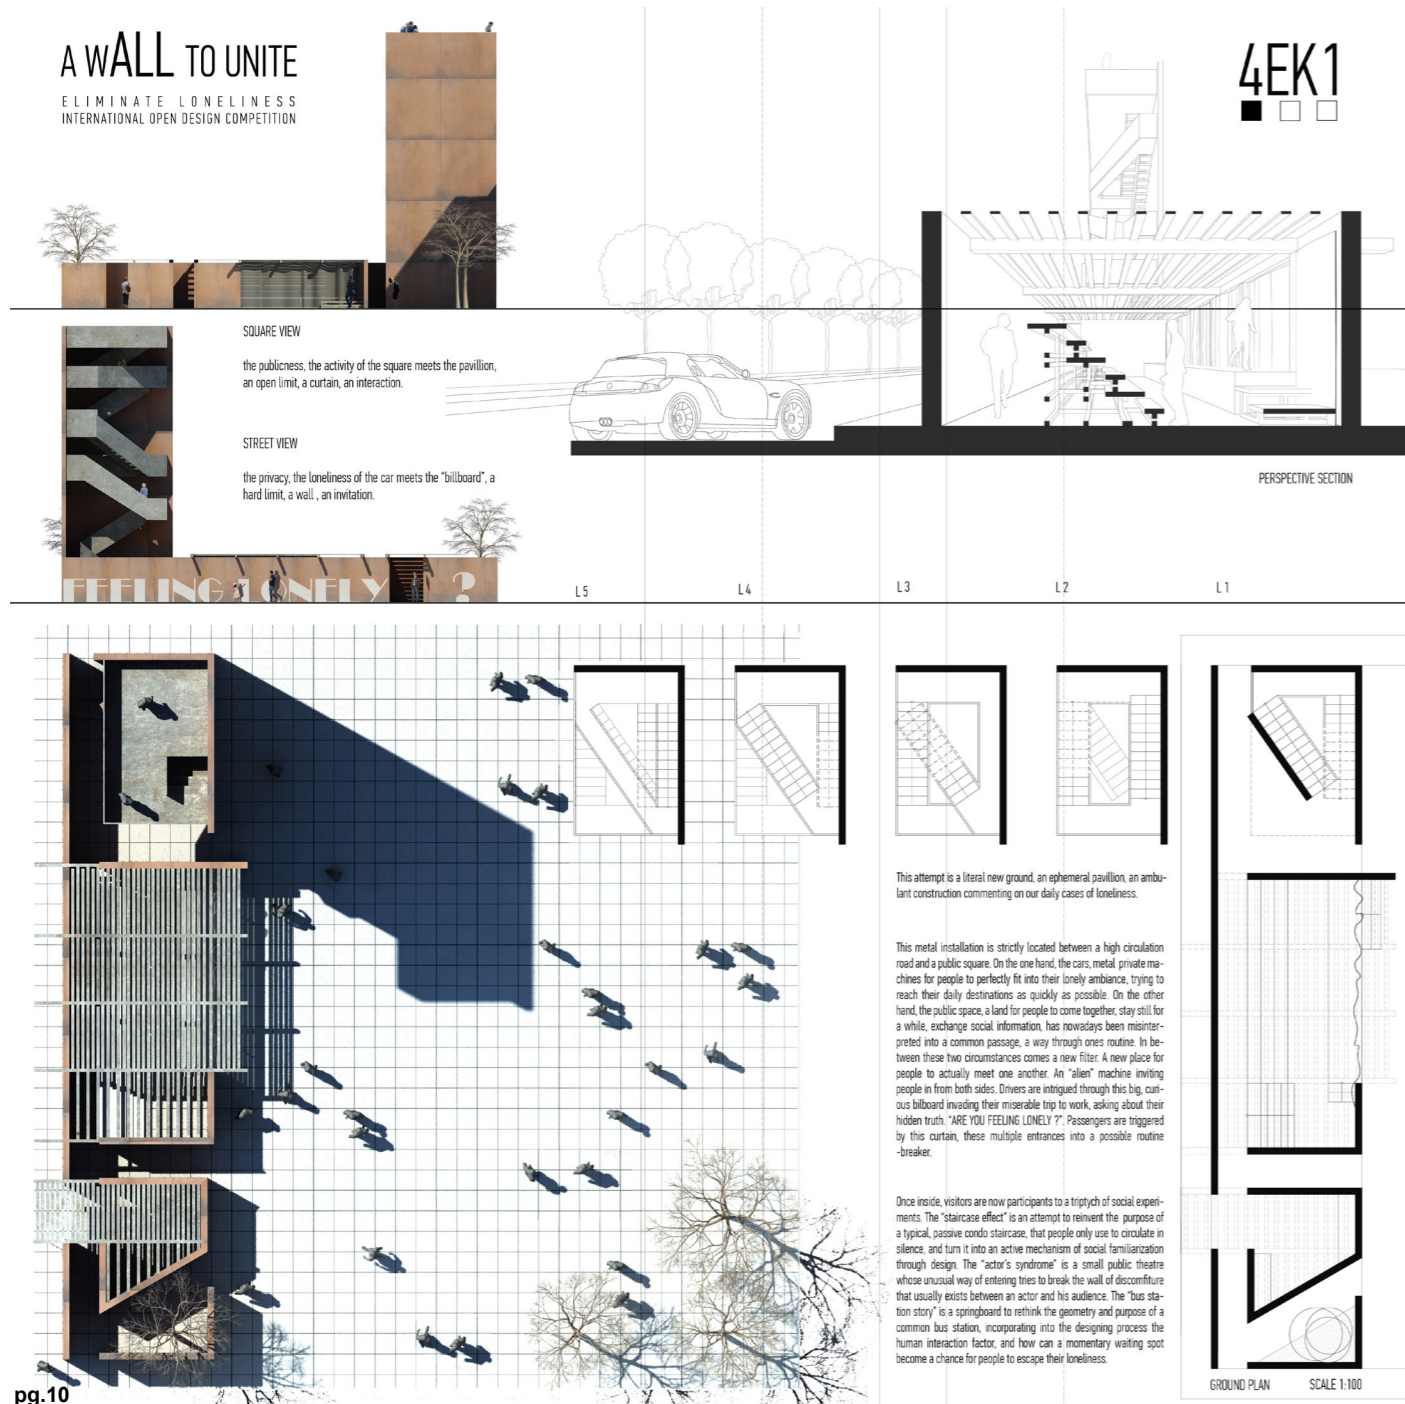 A WALL TO UNITE
ELIMINATE LONELINESS
INTERNATIONAL OPEN DESIGN COMPETITION
4EK1
SQUARE VIEW
the publicness, the activity of the square meets the pavillion,
an open limit, a curtain, an interaction.
STREET VIEW
the privacy, the loneliness of the car meets the "billboard", a
hard limit, a wall , an invitation.
FEELING LONELY ?
PERSPECTIVE SECTION
L 5
L 4
L 3
L 2
L 1
This attempt is a literal new ground, an ephemeral pavillion, an ambu-
lant construction commenting on our daily cases of loneliness.
This metal installation is strictly located between a high circulation
road and a public square. On the one hand, the cars, metal private ma-
chines for people to perfectly fit into their lonely ambiance, trying to
reach their daily destinations as quickly as possible. On the other
hand, the public space, a land for people to come together, stay still for
a while, exchange social information, has nowadays been misinter-
preted into a common passage, a way through ones routine. In be-
tween these two circumstances comes a new filter. A new place for
people to actually meet one another. An "alien" machine inviting
people in from both sides. Drivers are intrigued through this big, curi-
ous bilboard invading their miserable trip to work, asking about their
hidden truth. "ARE YOU FEELING LONELY ?". Passengers are triggered
by this curtain, these multiple entrances into a possible routine
-breaker.
Once inside, visitors are now participants to a triptych of social experi-
ments. The "staircase effect" is an attempt to reinvent the purpose of
a typical, passive condo staircase, that people only use to circulate in
silence, and turn it into an active mechanism of social familiarization
through design. The "actor's syndrome" is a small public theatre
whose unusual way of entering tries to break the wall of discomfiture
that usually exists between an actor and his audience. The "bus sta-
tion story" is a springboard to rethink the geometry and purpose of a
common bus station, incorporating into the designing process the
human interaction factor, and how can a momentary waiting spot
become a chance for people to escape their loneliness.
GROUND PLAN
SCALE 1:100
pg.10